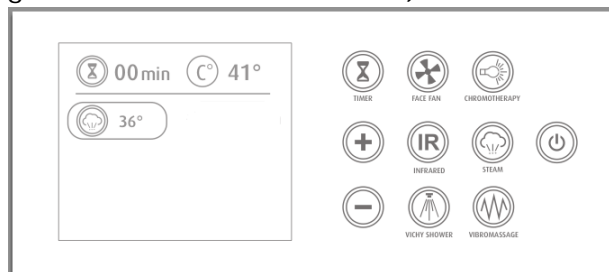 00 min C° 41°
36°
TIMER FACE FAN CHROMOTHERAPY
IR
INFRARED STEAM
VICHY SHOWER VIBROMASSAGE